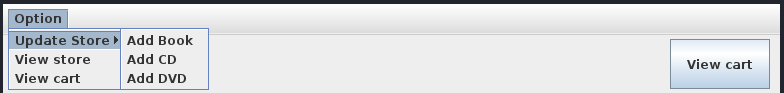 Option
Update Store
View store
View cart
Add Book
Add CD
Add DVD
View cart